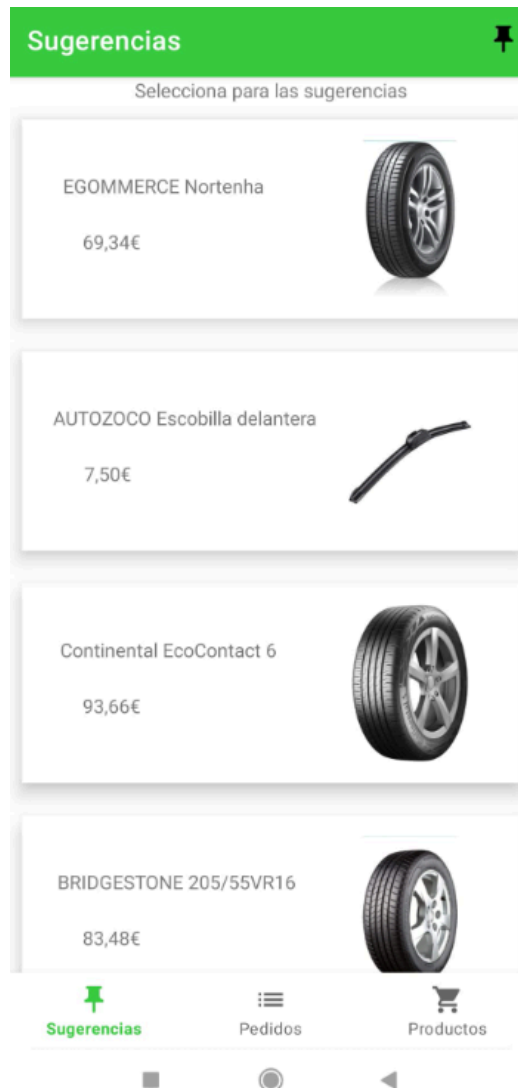 Sugerencias
Selecciona para las sugerencias
EGOMMERCE Nortenha
69,34€
AUTOZOCO Escobilla delantera
7,50€
Continental EcoContact 6
93,66€
BRIDGESTONE 205/55VR16
83,48€
Sugerencias
Pedidos
Productos